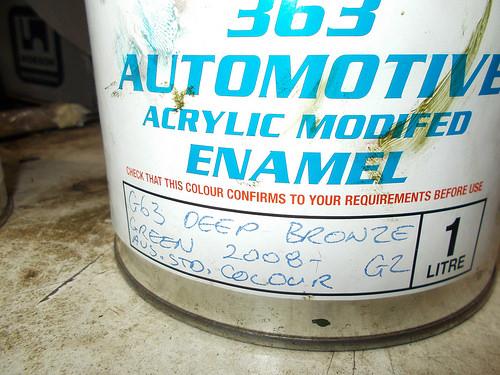 363
AUTOMOTIVE
ACRYLIC MODIFED
ENAMEL
CHECK THAT THIS COLOUR CONFIRMS TO YOUR REQUIREMENTS BEFORE USE
G63 DEEP BRONZE
GREEN 2008- G2
AUS. STD. COLOUR
1
LITRE